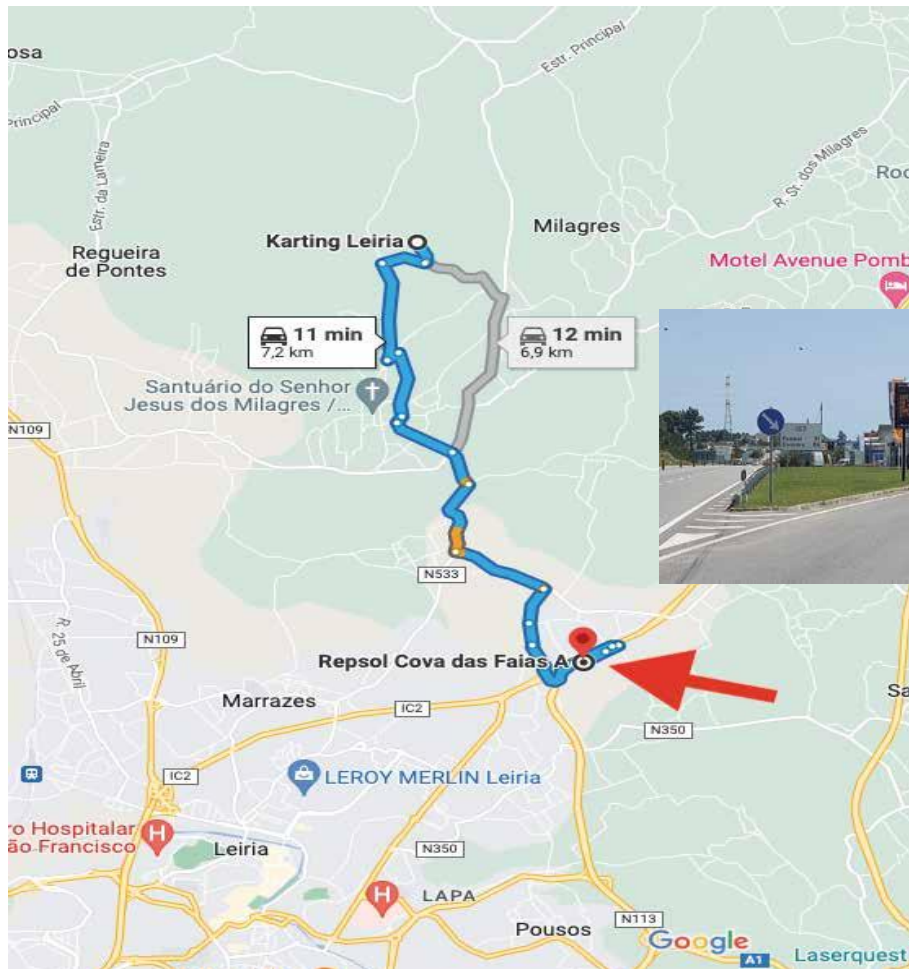 osa
Principal
Estr. da Lameira
Estr. Principal
R. St. dos Milagres
Roc
Milagres
Karting Leiria
Regueira
de Pontes
Motel Avenue Pomb
11 min
7,2 km
12 min
6,9 km
Santuário do Senhor
Jesus dos Milagres /...
N109
N533
R. 25 de Abril
N109
Repsol Cova das Faias A
Marrazes
IC2
Sa
N350
IC2
LEROY MERLIN Leiria
ro Hospitalar
ão Francisco
H
Leiria
N350
H
LAPA
Pousos
N113
Google
A1
Laserquest